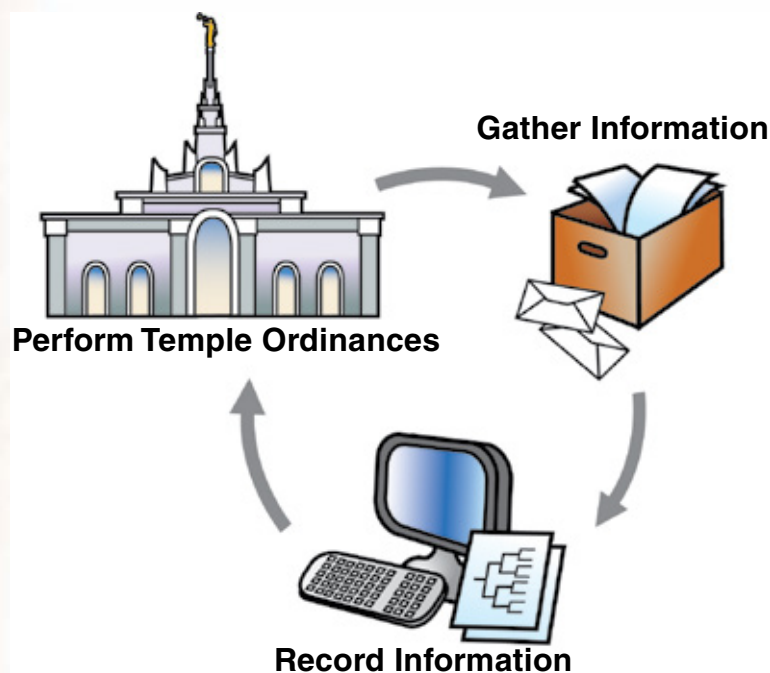 Gather Information
Perform Temple Ordinances
Record Information